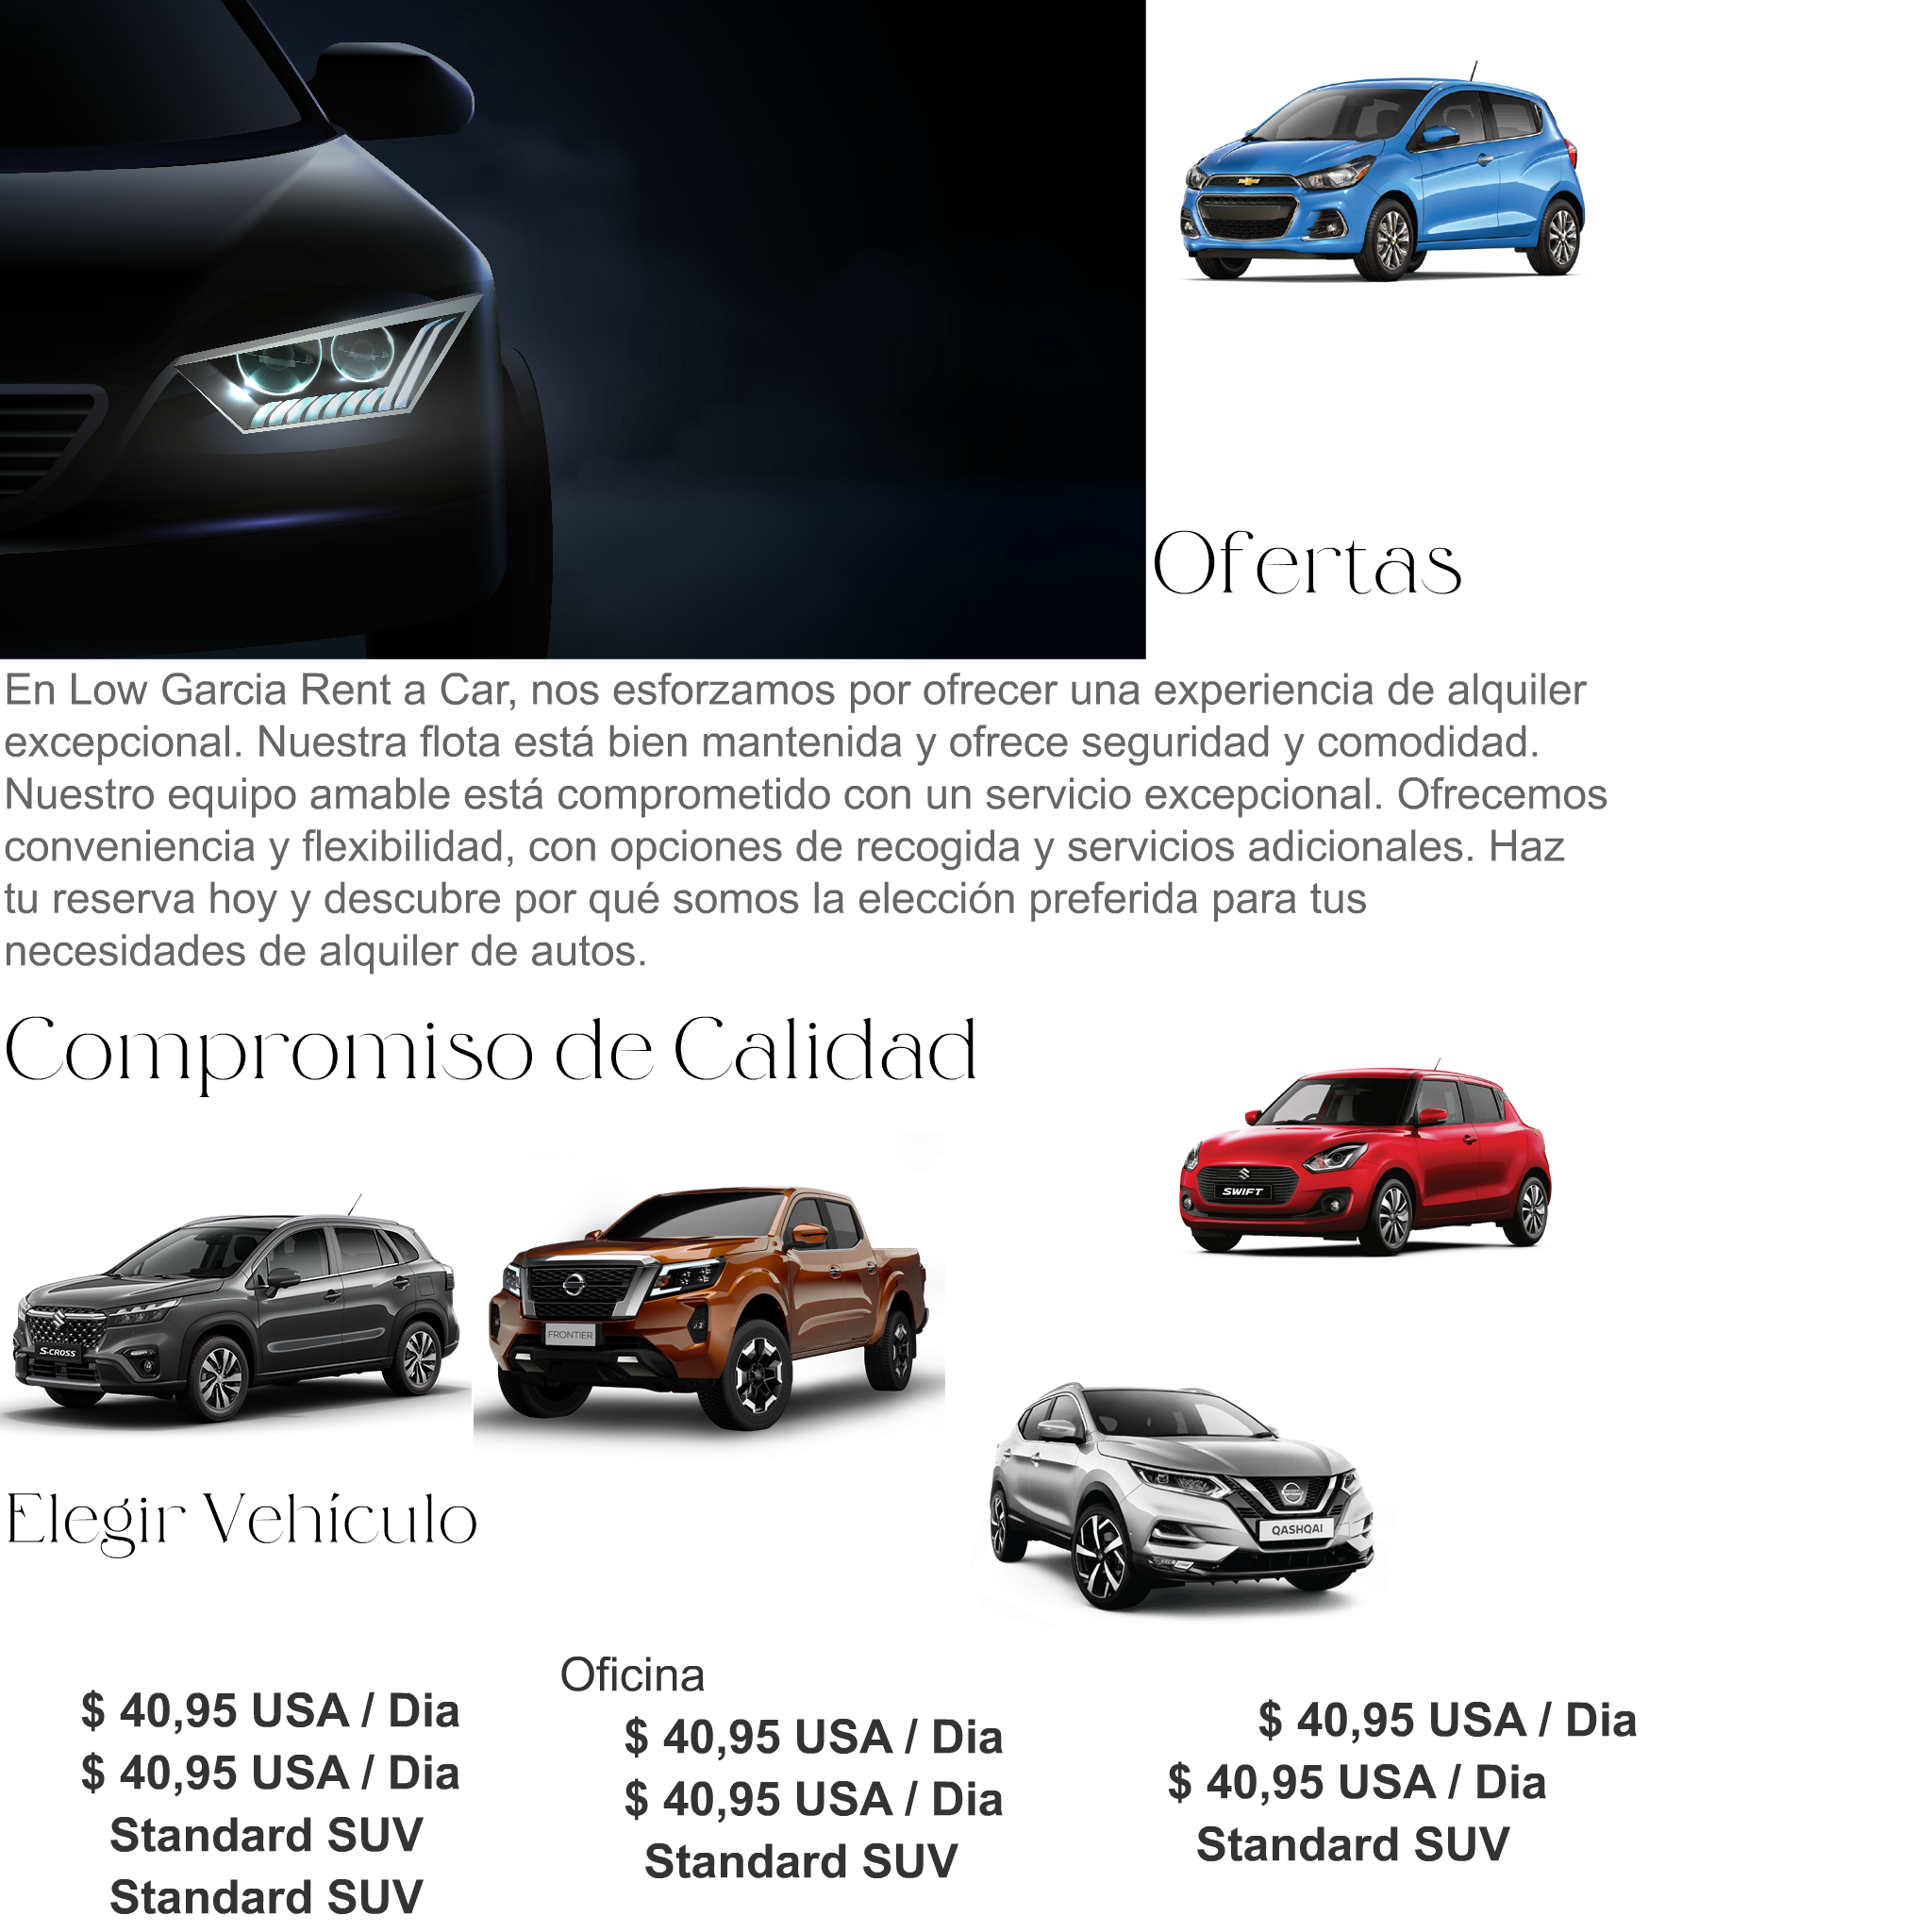 Ofertas
En Low Garcia Rent a Car, nos esforzamos por ofrecer una experiencia de alquiler
excepcional. Nuestra flota está bien mantenida y ofrece seguridad y comodidad.
Nuestro equipo amable está comprometido con un servicio excepcional. Ofrecemos
conveniencia y flexibilidad, con opciones de recogida y servicios adicionales. Haz
tu reserva hoy y descubre por qué somos la elección preferida para tus
necesidades de alquiler de autos.
Compromiso de Calidad
SWIFT
S-CROSS
FRONTIER
QASHQAI
Elegir Vehículo
Oficina
$ 40,95 USA / Dia
$ 40,95 USA / Dia
Standard SUV
Standard SUV
$ 40,95 USA / Dia
$ 40,95 USA / Dia
Standard SUV
$ 40,95 USA / Dia
$ 40,95 USA / Dia
Standard SUV